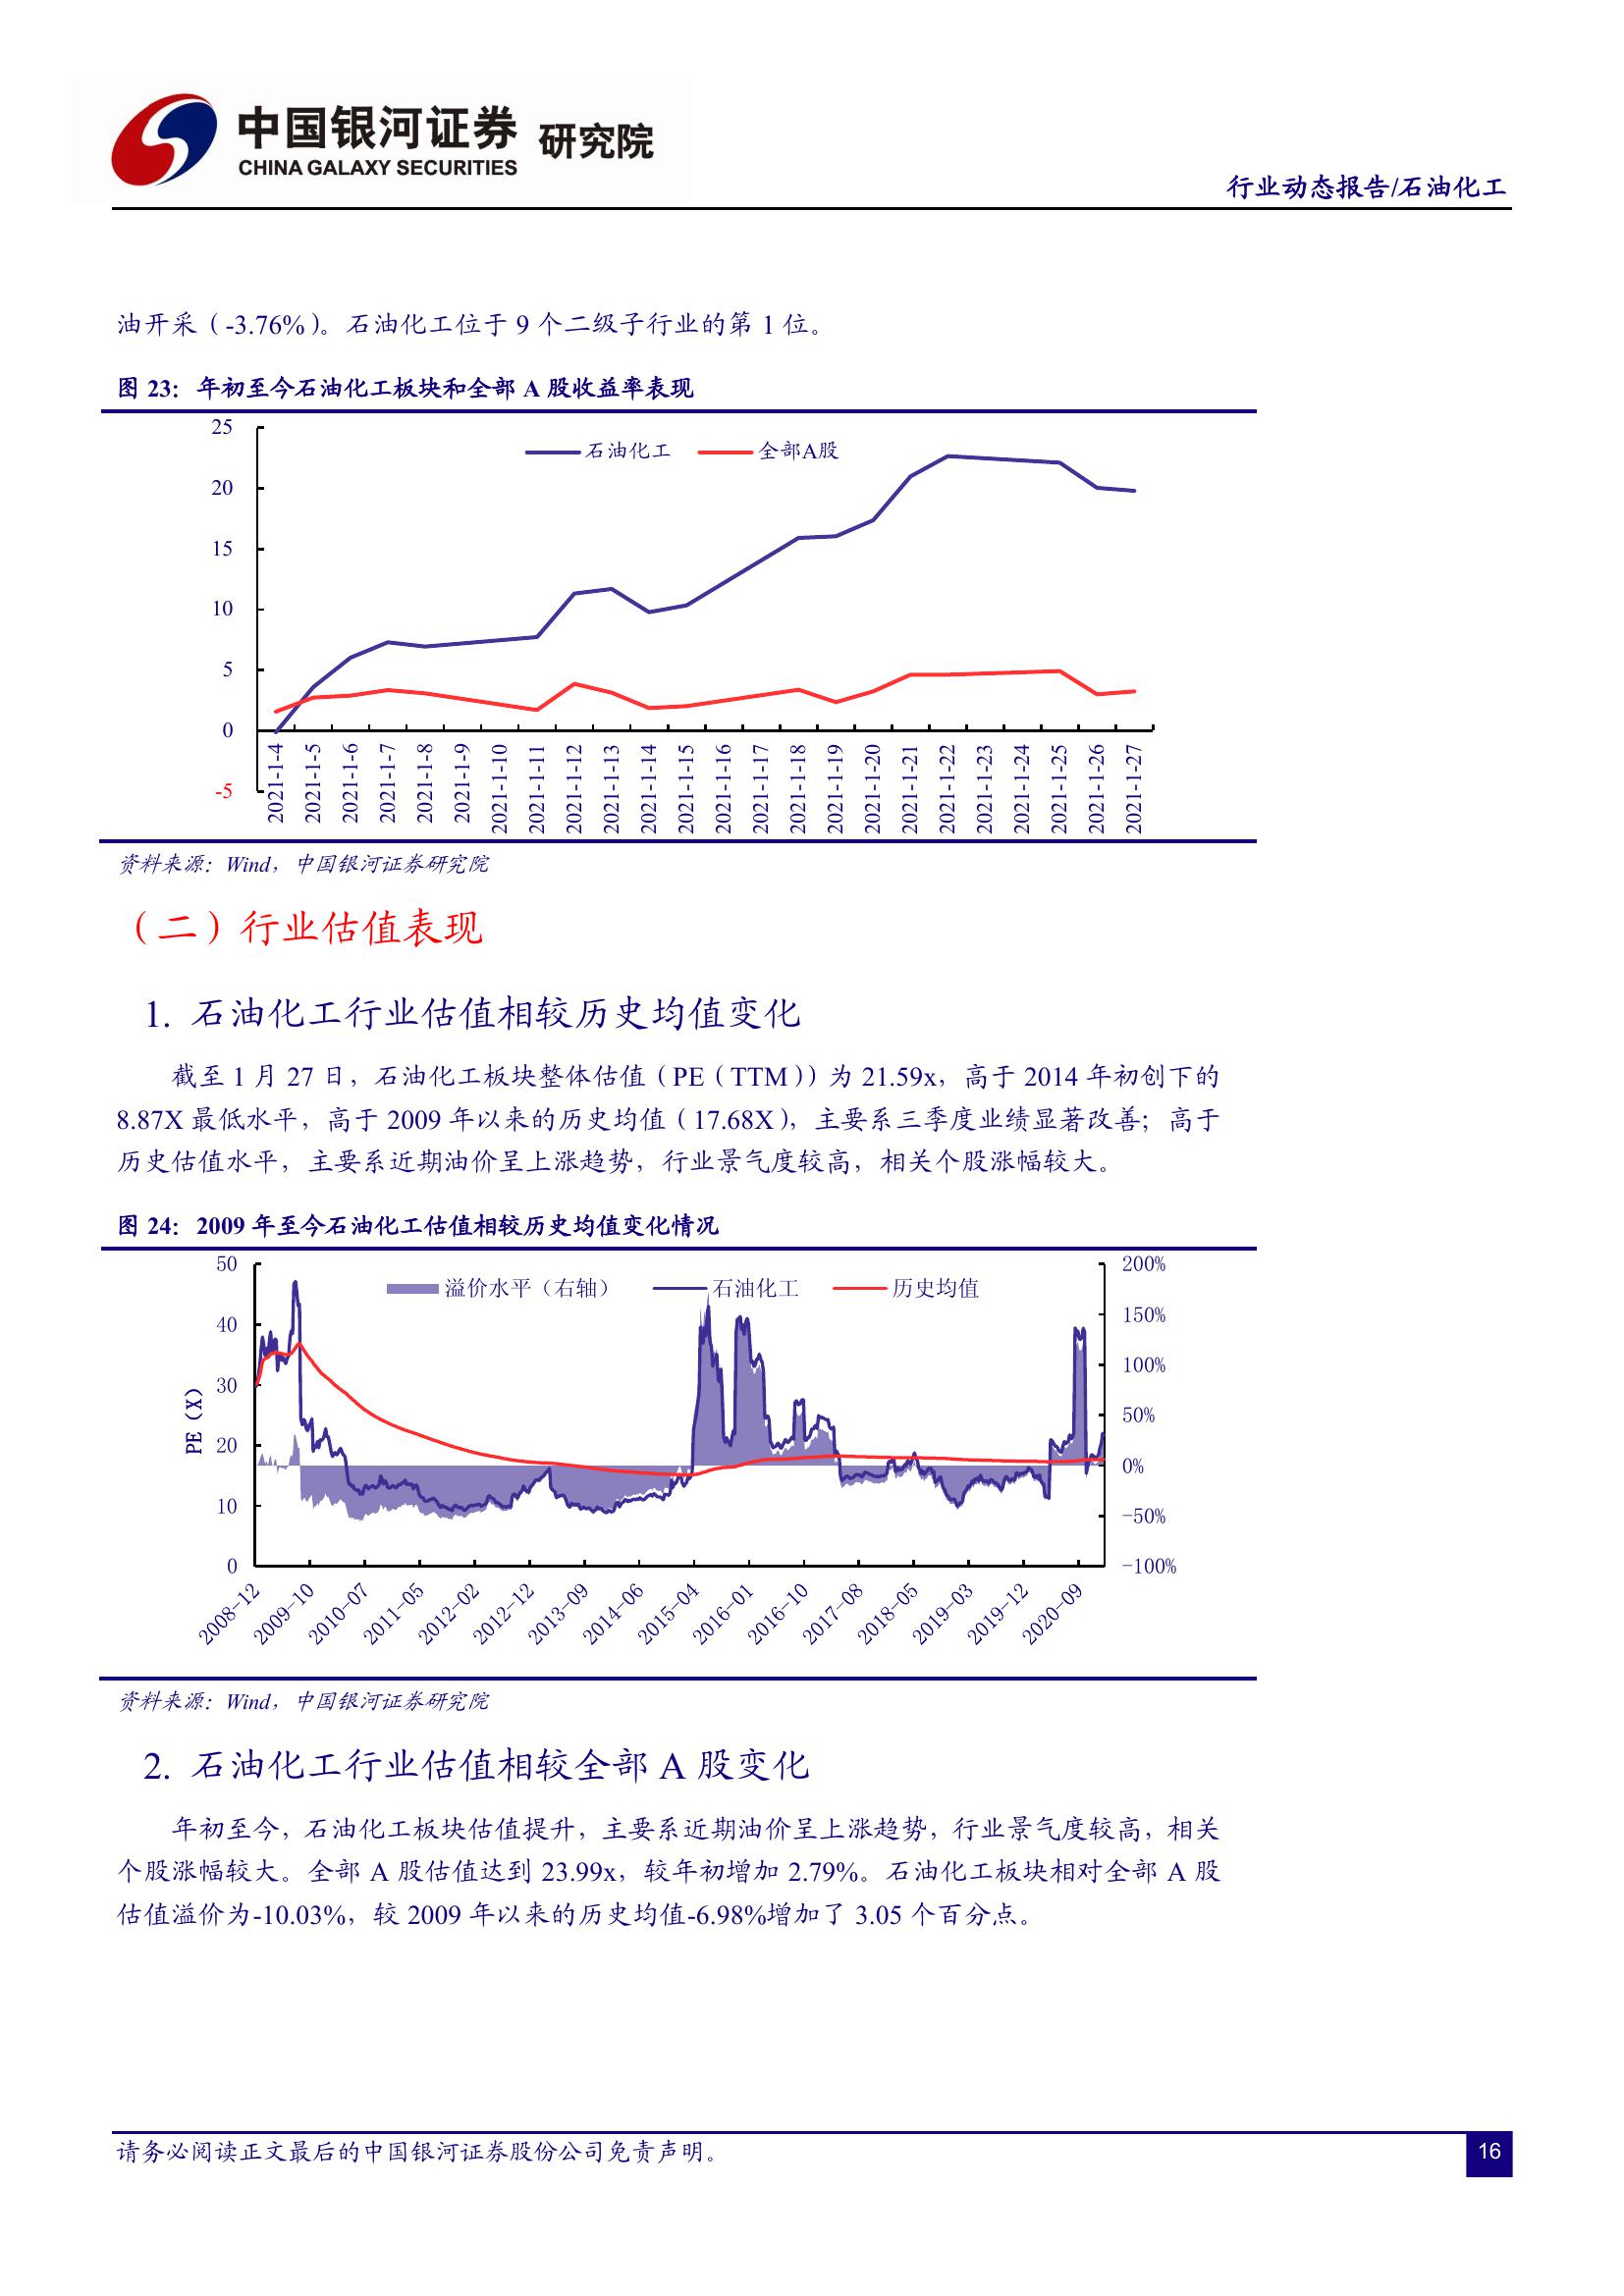 中国银河证券 研究院
CHINA GALAXY SECURITIES
行业动态报告/石油化工
油开采（-3.76%）。石油化工位于 9 个二级子行业的第 1 位。
图 23：年初至今石油化工板块和全部 A 股收益率表现
石油化工 全部A股
25
20
15
10
5
0
-5
2021-1-4 2021-1-5 2021-1-6 2021-1-7 2021-1-8 2021-1-9 2021-1-10 2021-1-11 2021-1-12 2021-1-13 2021-1-14 2021-1-15 2021-1-16 2021-1-17 2021-1-18 2021-1-19 2021-1-20 2021-1-21 2021-1-22 2021-1-23 2021-1-24 2021-1-25 2021-1-26 2021-1-27
资料来源：Wind，中国银河证券研究院
（二）行业估值表现
1. 石油化工行业估值相较历史均值变化
截至 1 月 27 日，石油化工板块整体估值（PE（TTM））为 21.59x，高于 2014 年初创下的
8.87X 最低水平，高于 2009 年以来的历史均值（17.68X），主要系三季度业绩显著改善；高于
历史估值水平，主要系近期油价呈上涨趋势，行业景气度较高，相关个股涨幅较大。
图 24：2009 年至今石油化工估值相较历史均值变化情况
溢价水平（右轴） 石油化工 历史均值
PE（X）
50
40
30
20
10
0
200%
150%
100%
50%
0%
-50%
-100%
2008-12 2009-10 2010-07 2011-05 2012-02 2012-12 2013-09 2014-06 2015-04 2016-01 2016-10 2017-08 2018-05 2019-03 2019-12 2020-09
资料来源：Wind，中国银河证券研究院
2. 石油化工行业估值相较全部 A 股变化
年初至今，石油化工板块估值提升，主要系近期油价呈上涨趋势，行业景气度较高，相关
个股涨幅较大。全部 A 股估值达到 23.99x，较年初增加 2.79%。石油化工板块相对全部 A 股
估值溢价为-10.03%，较 2009 年以来的历史均值-6.98%增加了 3.05 个百分点。
请务必阅读正文最后的中国银河证券股份公司免责声明。
16